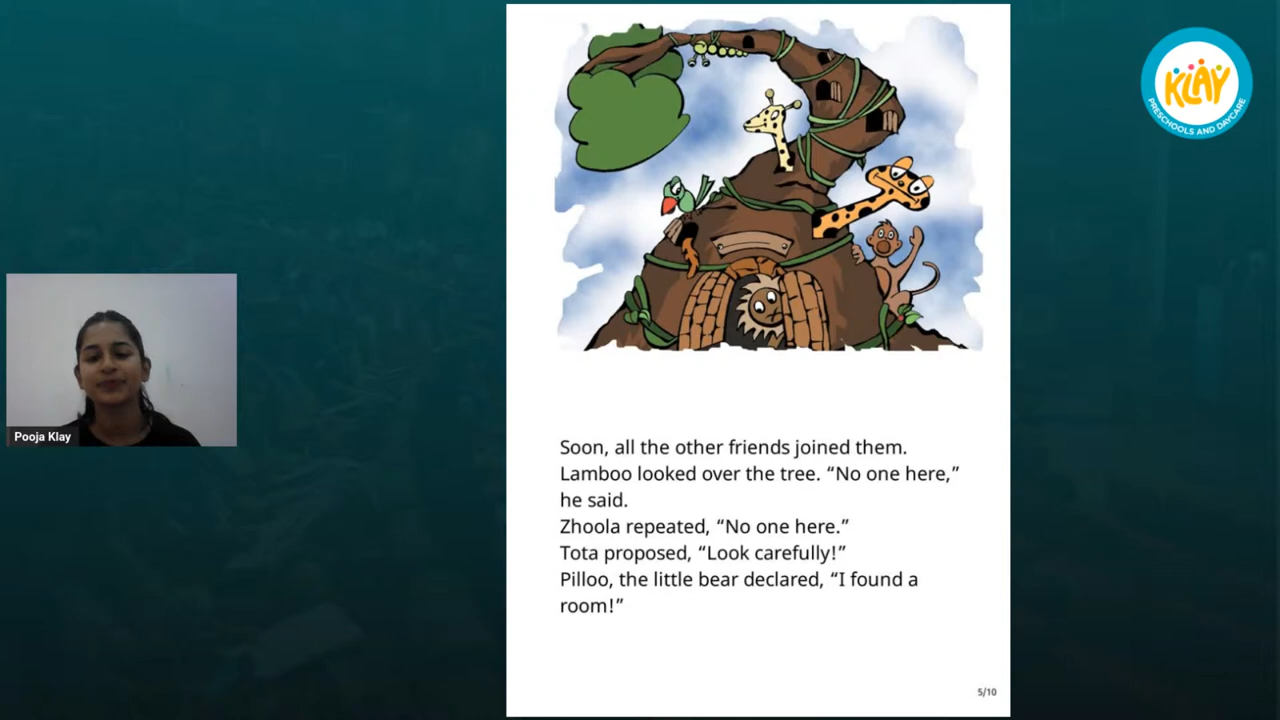 KLAY
PRESCHOOLS AND DAYCARE
Soon, all the other friends joined them.
Lamboo looked over the tree. “No one here,”
he said.
Zhoola repeated, “No one here.”
Tota proposed, “Look carefully!”
Pilloo, the little bear declared, “I found a
room!”
Pooja Klay
5/10